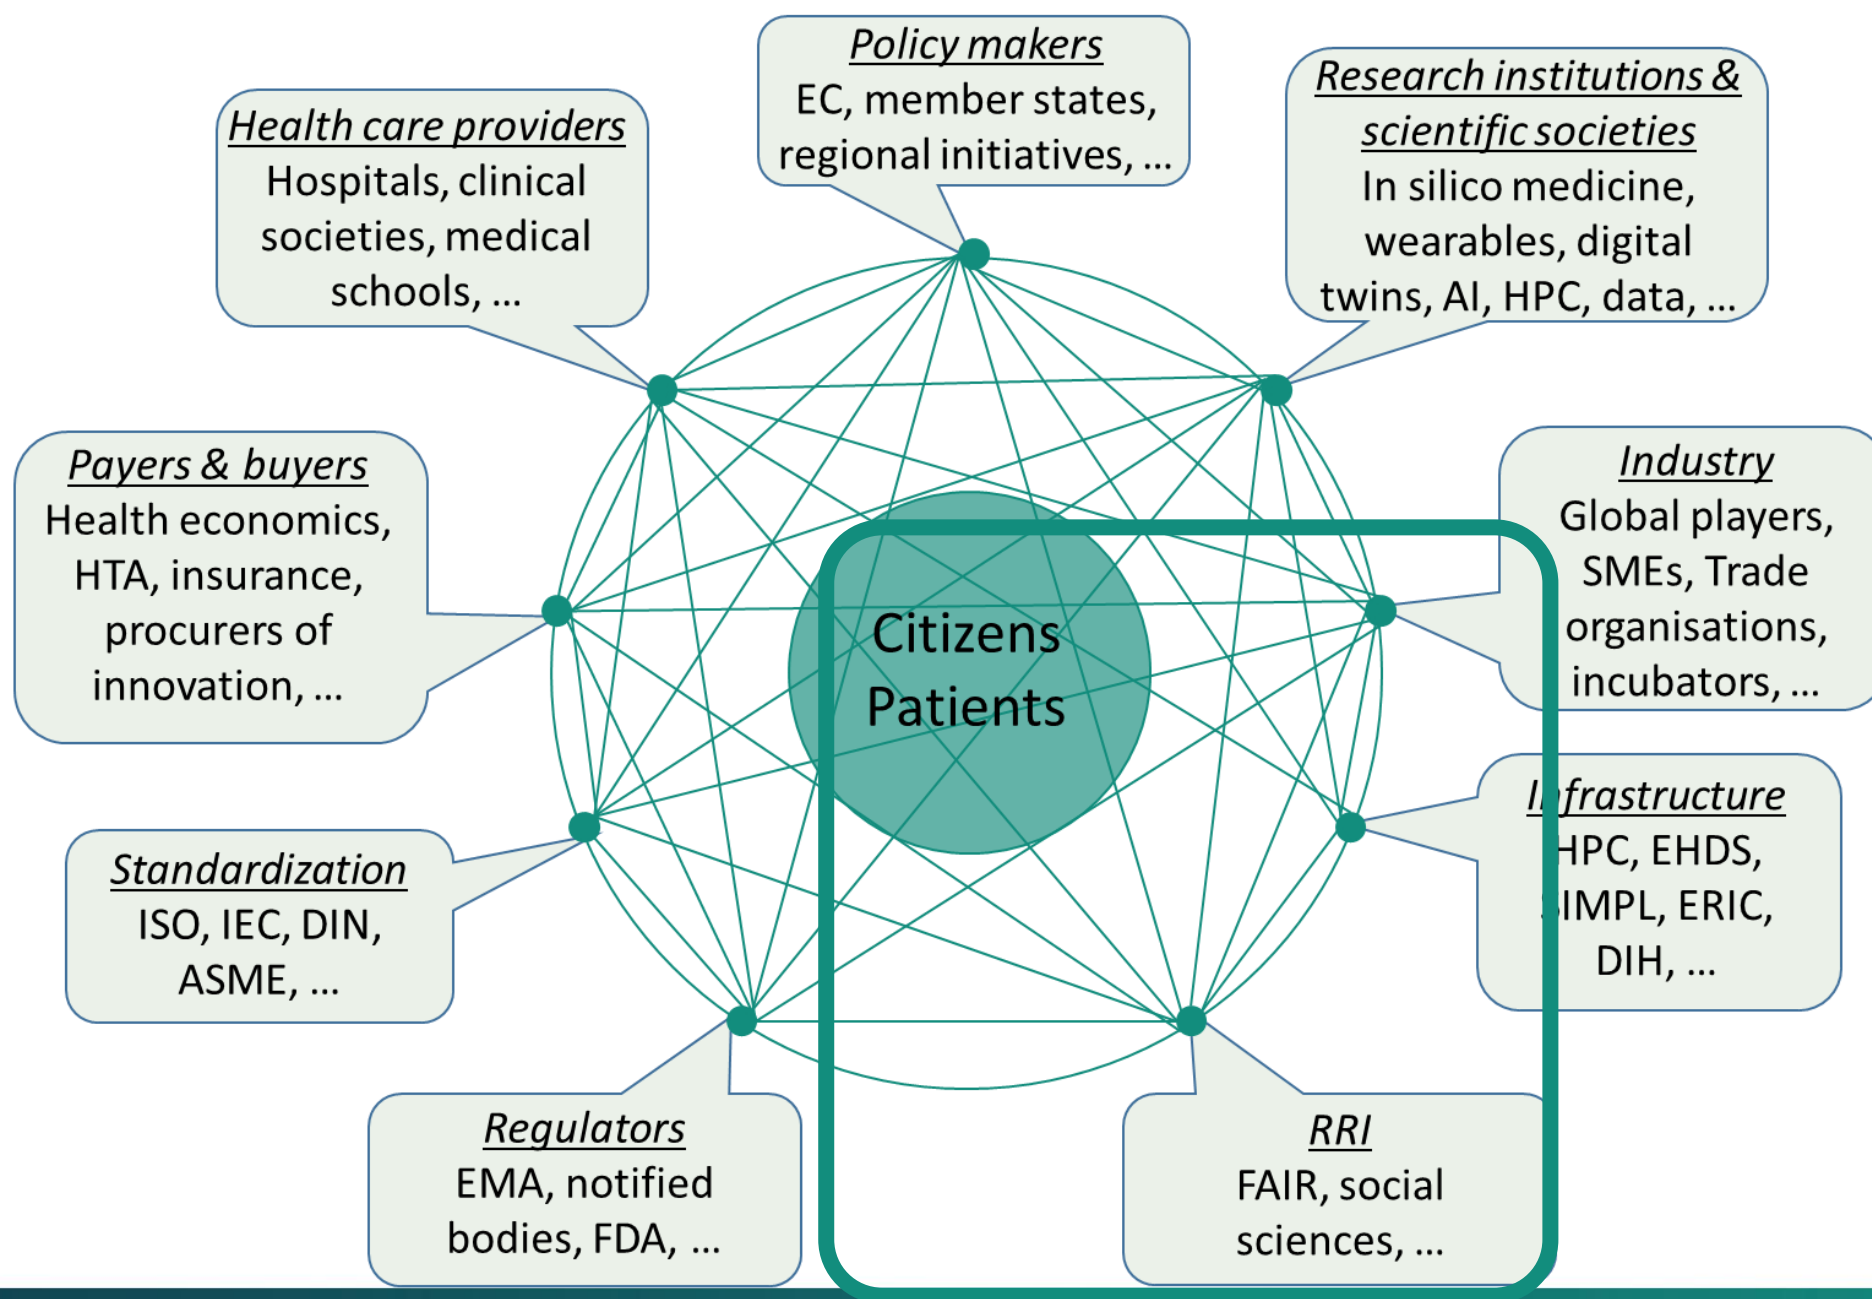 Policy makers
EC, member states,
regional initiatives, ...
Research institutions &
scientific societies
In silico medicine,
wearables, digital
twins, AI, HPC, data, ...
Health care providers
Hospitals, clinical
societies, medical
schools, ...
Payers & buyers
Health economics,
HTA, insurance,
procurers of
innovation, ...
Industry
Global players,
SMEs, Trade
organisations,
incubators, ...
Citizens
Patients
Infrastructure
HPC, EHDS,
SIMPL, ERIC,
DIH, ...
Standardization
ISO, IEC, DIN,
ASME, ...
Regulators
EMA, notified
bodies, FDA, ...
RRI
FAIR, social
sciences, ...